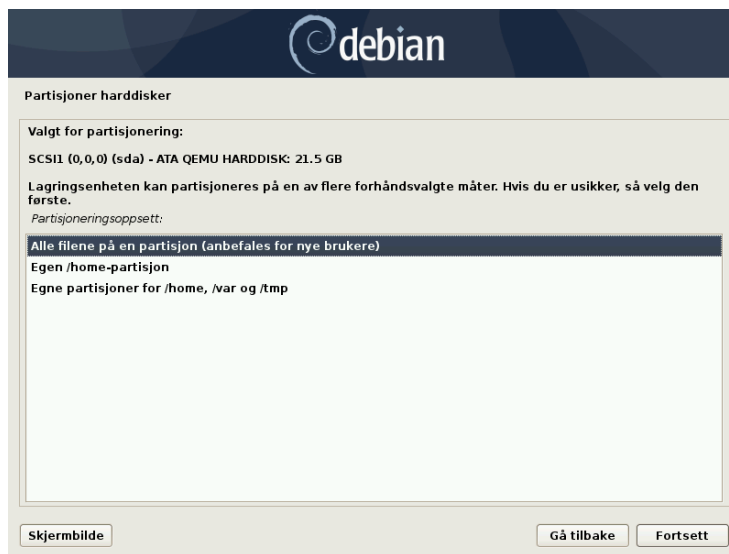 debian
Partisjoner harddisker
Valgt for partisjonering:
SCSI1 (0,0,0) (sda) - ATA QEMU HARDDISK: 21.5 GB
Lagringsenheten kan partisjoneres på en av flere forhåndsvalgte måter. Hvis du er usikker, så velg den
første.
Partisjoneringsoppsett:
Alle filene på en partisjon (anbefales for nye brukere)
Egen /home-partisjon
Egne partisjoner for /home, /var og /tmp
Skjermbilde
Gå tilbake
Fortsett